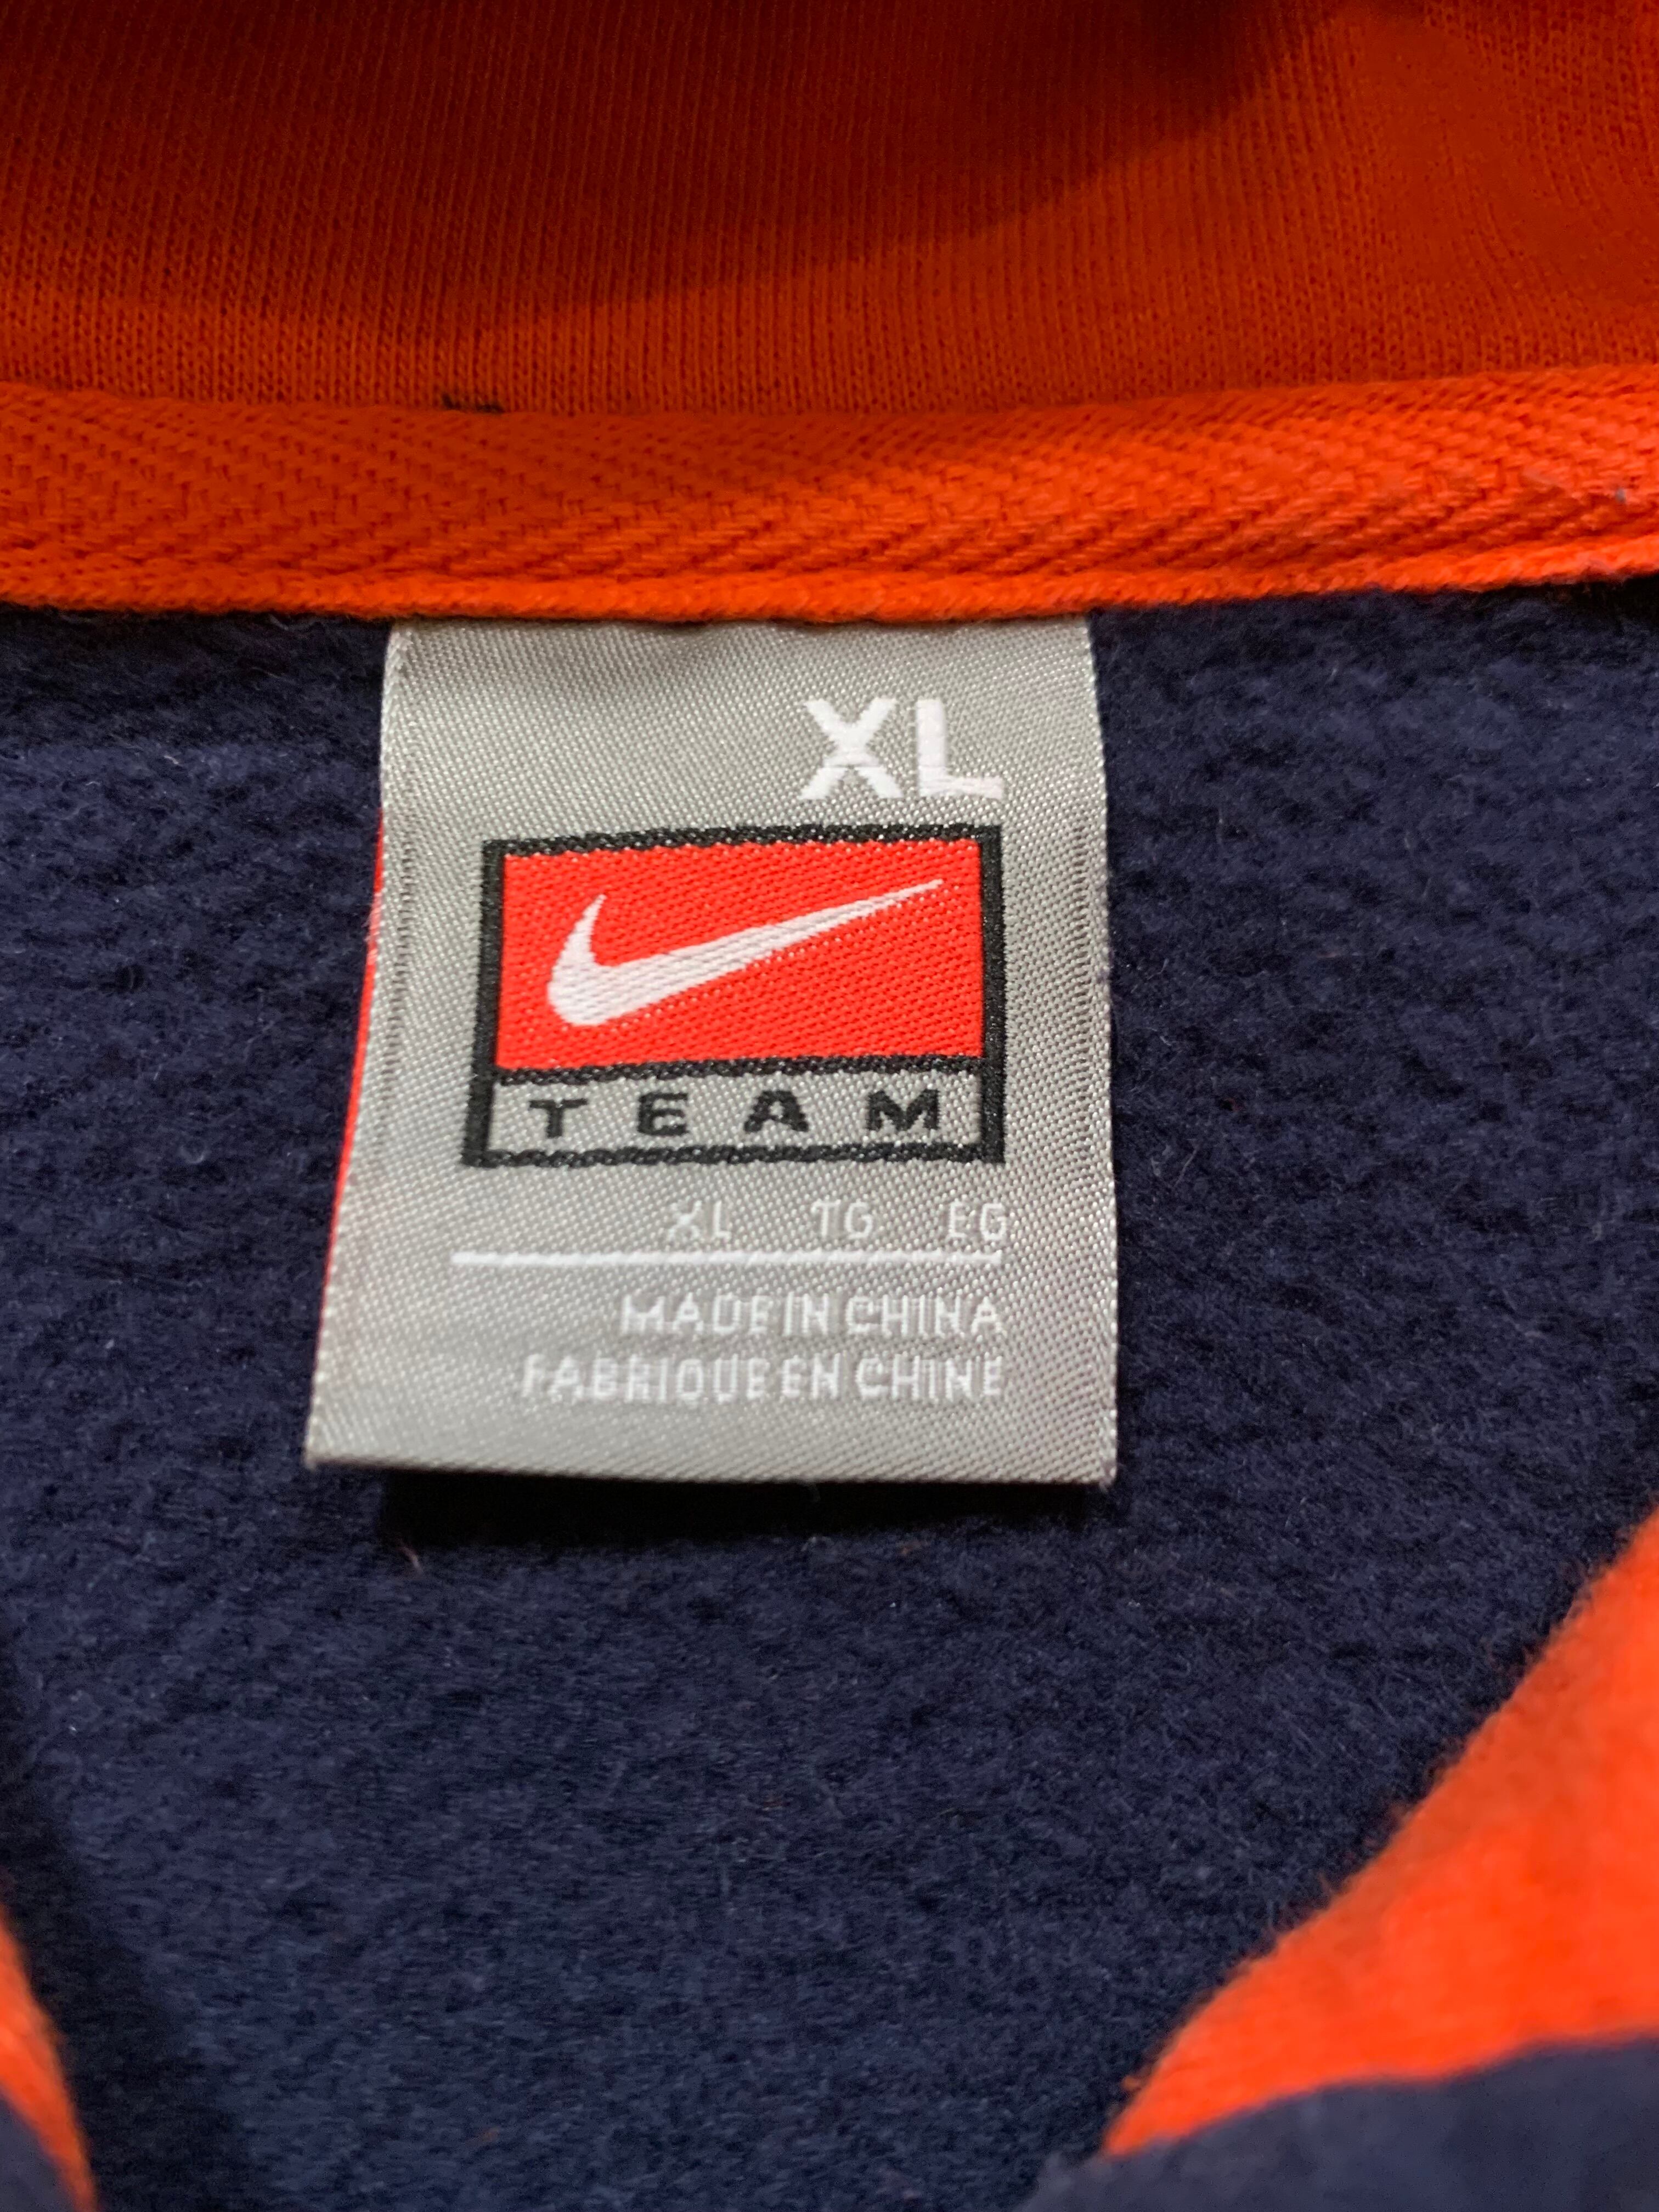 XL
TEAM
XL TG EG
MADE IN CHINA
FABRIQUE EN CHINE